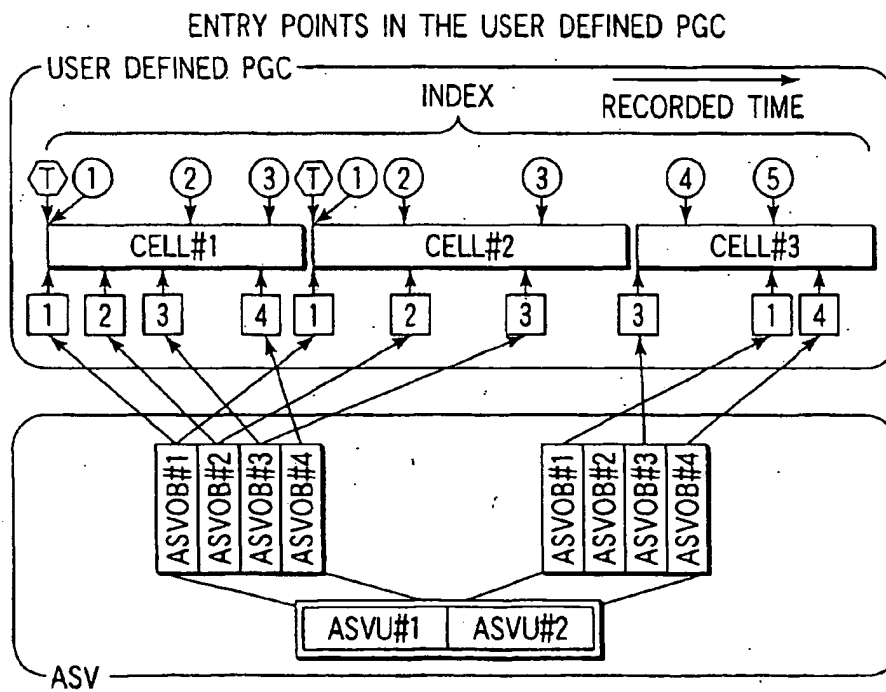 ENTRY POINTS IN THE USER DEFINED PGC
USER DEFINED PGC
INDEX
RECORDED TIME
T 1 2 3 T 1 2 3 4 5
CELL#1 CELL#2 CELL#3
1 2 3 4 1 2 3 3 1 4
ASVOB#1 ASVOB#2 ASVOB#3 ASVOB#4 ASVOB#1 ASVOB#2 ASVOB#3 ASVOB#4
ASVU#1 ASVU#2
ASV